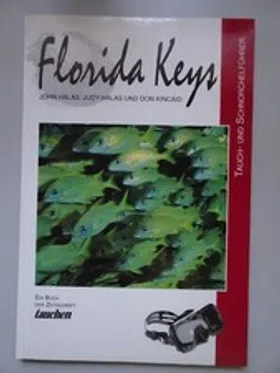 Florida Keys
JOHN HALAS, JUDY HALAS UND DON KINCAID
TAUCH- UND SCHNORCHELFÜHRER
EIN BUCH
DER ZEITSCHRIFT
tauchen